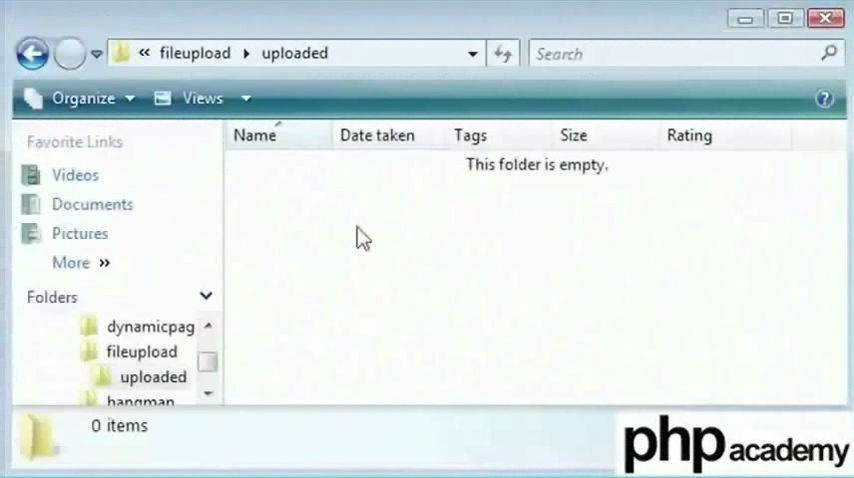 « fileupload uploaded Search
Organize Views
Favorite Links
Videos
Documents
Pictures
More »
Folders
dynamicpag
fileupload
uploaded
hangman
Name Date taken Tags Size Rating
This folder is empty.
0 items
php academy